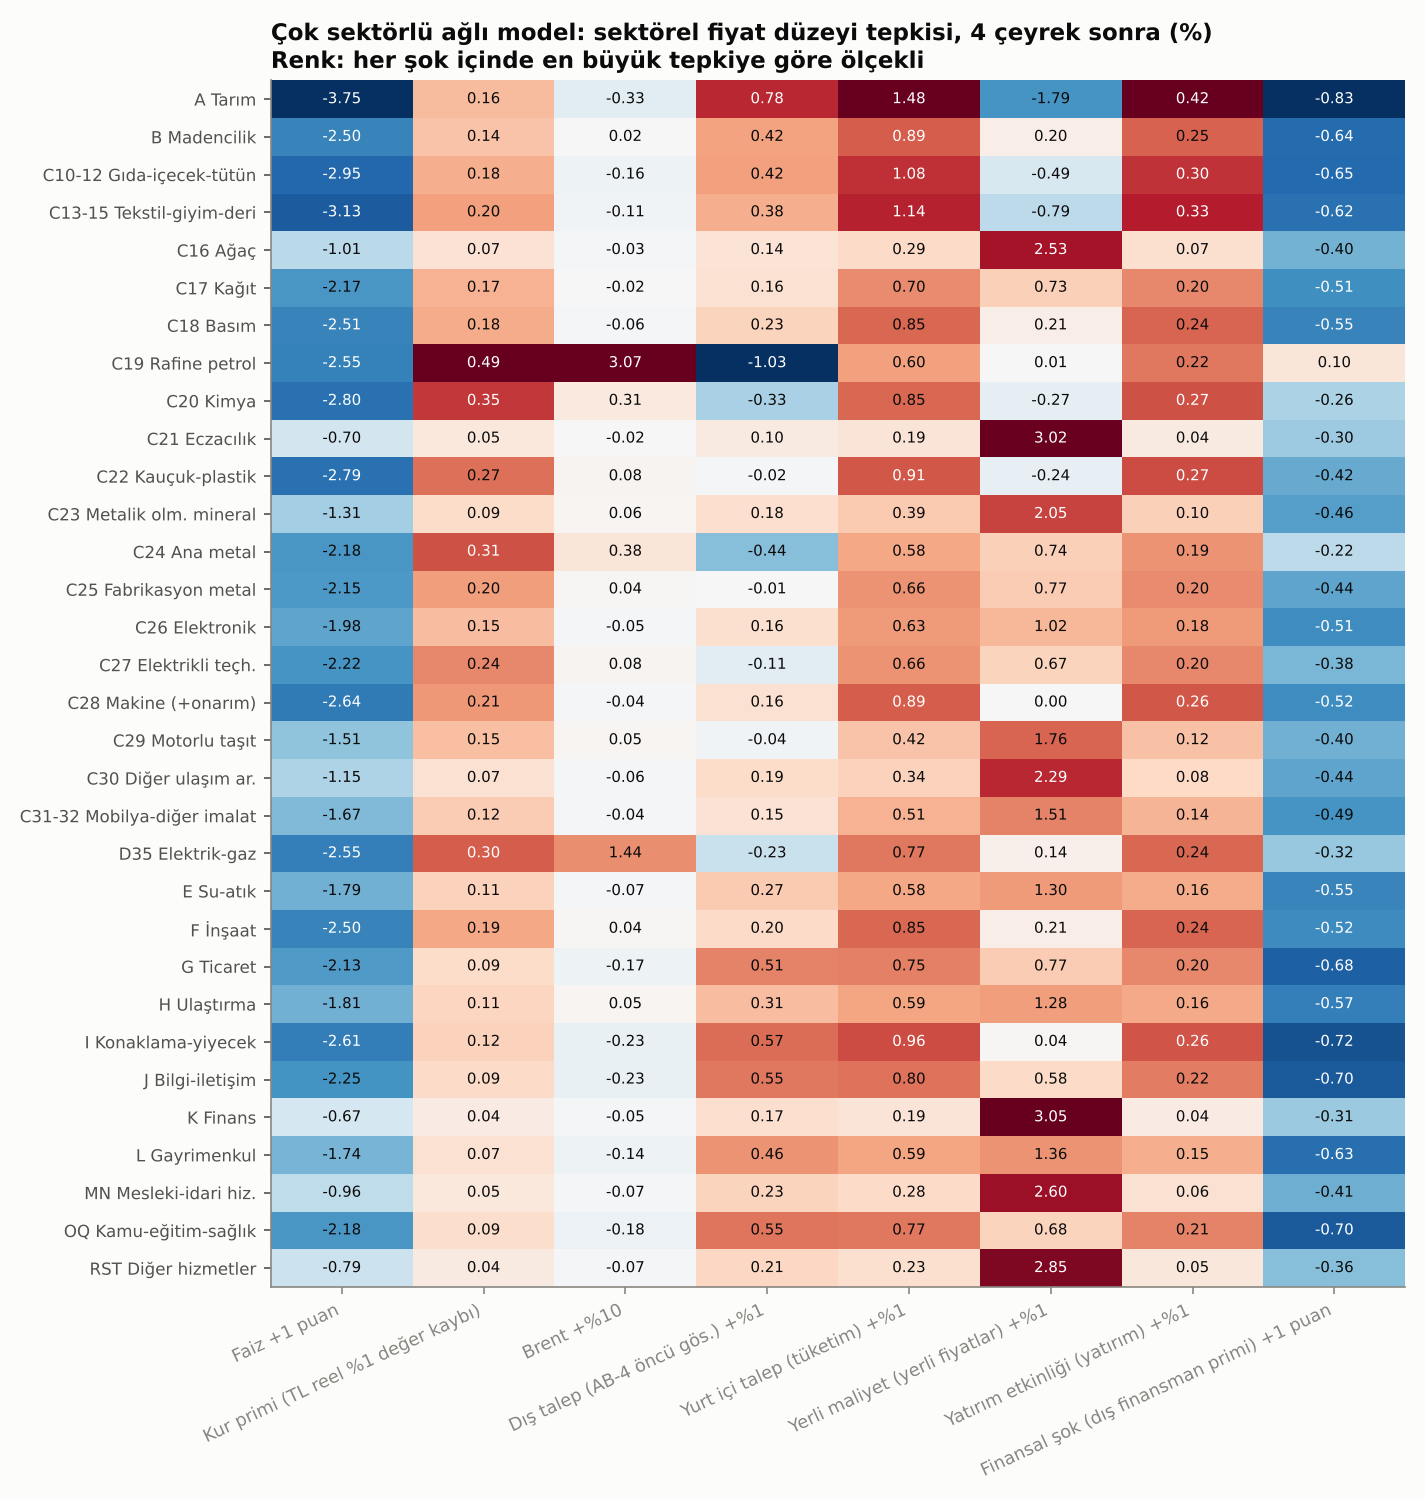 Çok sektörlü ağlı model: sektörel fiyat düzeyi tepkisi, 4 çeyrek sonra (%)
Renk: her şok içinde en büyük tepkiye göre ölçekli
A Tarım -3.75 0.16 -0.33 0.78 1.48 -1.79 0.42 -0.83
B Madencilik -2.50 0.14 0.02 0.42 0.89 0.20 0.25 -0.64
C10-12 Gıda-içecek-tütün -2.95 0.18 -0.16 0.42 1.08 -0.49 0.30 -0.65
C13-15 Tekstil-giyim-deri -3.13 0.20 -0.11 0.38 1.14 -0.79 0.33 -0.62
C16 Ağaç -1.01 0.07 -0.03 0.14 0.29 2.53 0.07 -0.40
C17 Kağıt -2.17 0.17 -0.02 0.16 0.70 0.73 0.20 -0.51
C18 Basım -2.51 0.18 -0.06 0.23 0.85 0.21 0.24 -0.55
C19 Rafine petrol -2.55 0.49 3.07 -1.03 0.60 0.01 0.22 0.10
C20 Kimya -2.80 0.35 0.31 -0.33 0.85 -0.27 0.27 -0.26
C21 Eczacılık -0.70 0.05 -0.02 0.10 0.19 3.02 0.04 -0.30
C22 Kauçuk-plastik -2.79 0.27 0.08 -0.02 0.91 -0.24 0.27 -0.42
C23 Metalik olm. mineral -1.31 0.09 0.06 0.18 0.39 2.05 0.10 -0.46
C24 Ana metal -2.18 0.31 0.38 -0.44 0.58 0.74 0.19 -0.22
C25 Fabrikasyon metal -2.15 0.20 0.04 -0.01 0.66 0.77 0.20 -0.44
C26 Elektronik -1.98 0.15 -0.05 0.16 0.63 1.02 0.18 -0.51
C27 Elektrikli teçh. -2.22 0.24 0.08 -0.11 0.66 0.67 0.20 -0.38
C28 Makine (+onarım) -2.64 0.21 -0.04 0.16 0.89 0.00 0.26 -0.52
C29 Motorlu taşıt -1.51 0.15 0.05 -0.04 0.42 1.76 0.12 -0.40
C30 Diğer ulaşım ar. -1.15 0.07 -0.06 0.19 0.34 2.29 0.08 -0.44
C31-32 Mobilya-diğer imalat -1.67 0.12 -0.04 0.15 0.51 1.51 0.14 -0.49
D35 Elektrik-gaz -2.55 0.30 1.44 -0.23 0.77 0.14 0.24 -0.32
E Su-atık -1.79 0.11 -0.07 0.27 0.58 1.30 0.16 -0.55
F İnşaat -2.50 0.19 0.04 0.20 0.85 0.21 0.24 -0.52
G Ticaret -2.13 0.09 -0.17 0.51 0.75 0.77 0.20 -0.68
H Ulaştırma -1.81 0.11 0.05 0.31 0.59 1.28 0.16 -0.57
I Konaklama-yiyecek -2.61 0.12 -0.23 0.57 0.96 0.04 0.26 -0.72
J Bilgi-iletişim -2.25 0.09 -0.23 0.55 0.80 0.58 0.22 -0.70
K Finans -0.67 0.04 -0.05 0.17 0.19 3.05 0.04 -0.31
L Gayrimenkul -1.74 0.07 -0.14 0.46 0.59 1.36 0.15 -0.63
MN Mesleki-idari hiz. -0.96 0.05 -0.07 0.23 0.28 2.60 0.06 -0.41
OQ Kamu-eğitim-sağlık -2.18 0.09 -0.18 0.55 0.77 0.68 0.21 -0.70
RST Diğer hizmetler -0.79 0.04 -0.07 0.21 0.23 2.85 0.05 -0.36
Faiz +1 puan
Kur primi (TL reel %1 değer kaybı)
Brent +%10
Dış talep (AB-4 öncü gös.) +%1
Yurt içi talep (tüketim) +%1
Yerli maliyet (yerli fiyatlar) +%1
Yatırım etkinliği (yatırım) +%1
Finansal şok (dış finansman primi) +1 puan